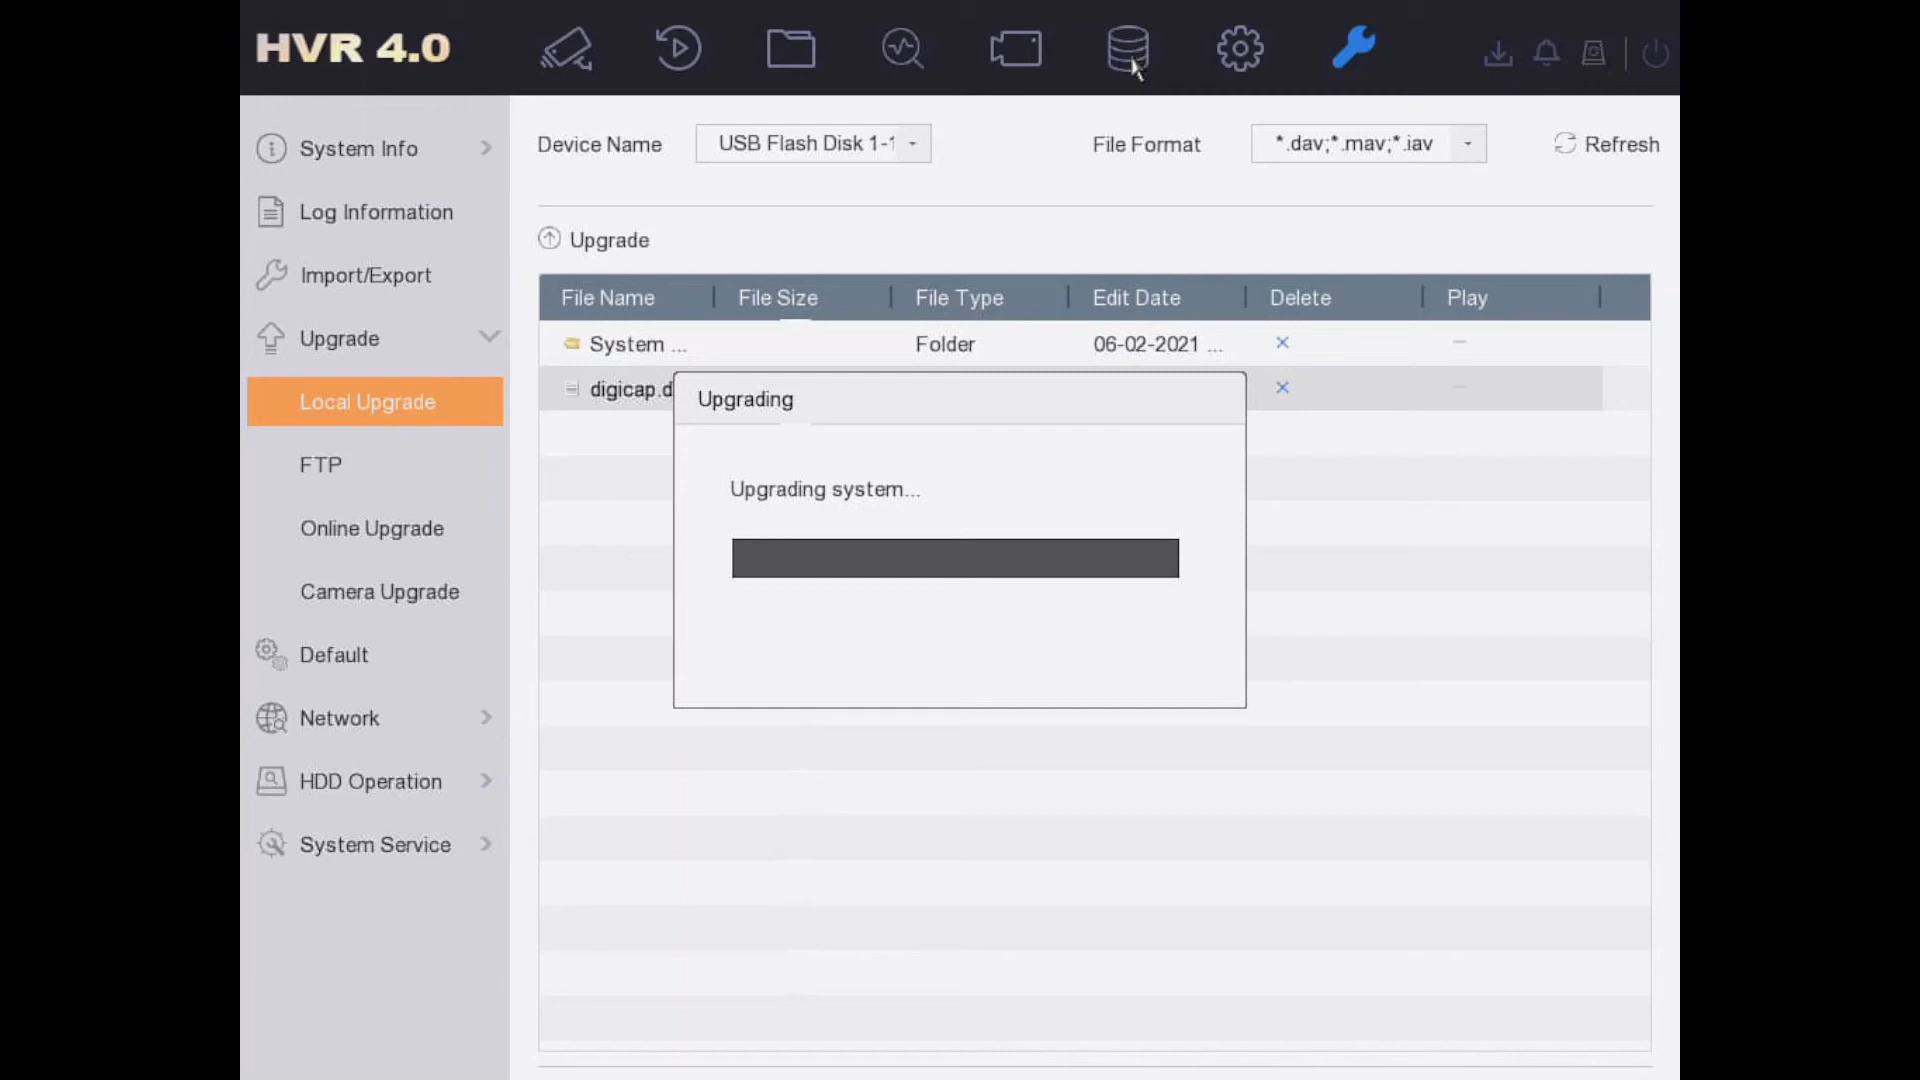 HVR 4.0
System Info
Log Information
Import/Export
Upgrade
Local Upgrade
FTP
Online Upgrade
Camera Upgrade
Default
Network
HDD Operation
System Service
Device Name
USB Flash Disk 1-1
File Format
*.dav;*.mav;*.iav
Refresh
Upgrade
File Name File Size File Type Edit Date Delete Play
System ... Folder 06-02-2021 ...
digicap.d
Upgrading
Upgrading system...